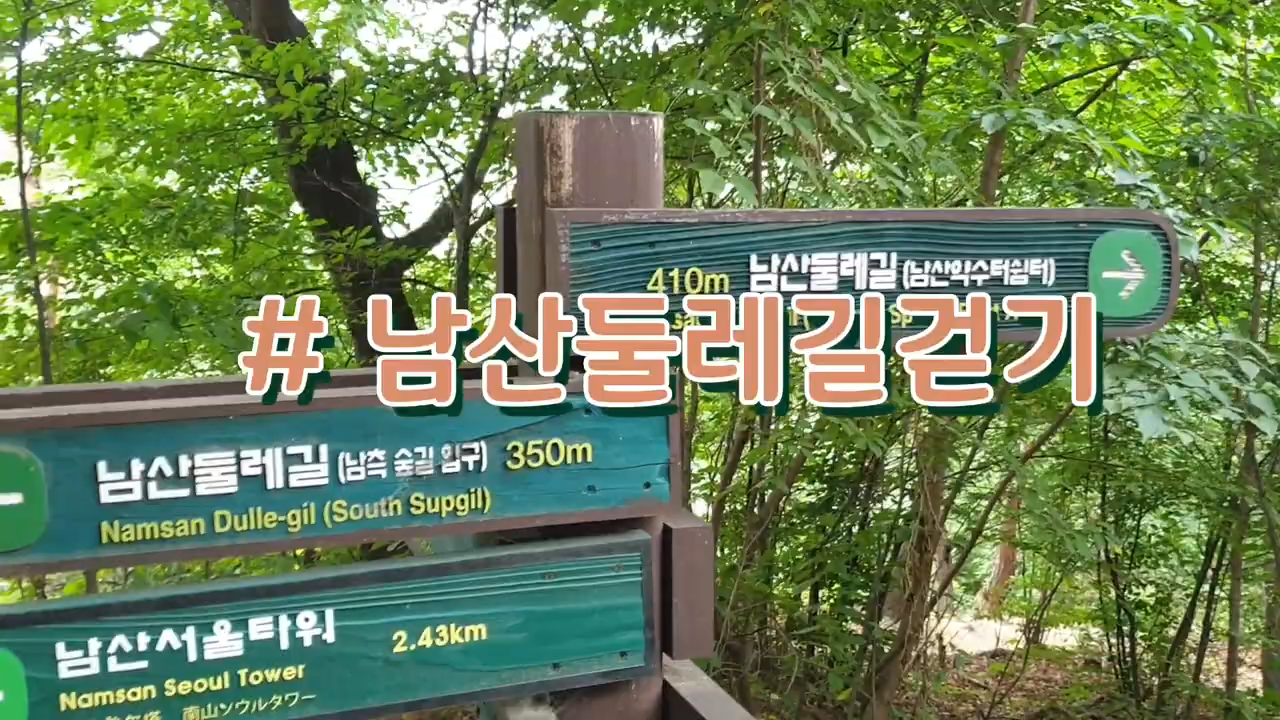 410m 남산둘레길 (남산약수터쉼터)
# 남산둘레길걷기
남산둘레길 (남측 숲길 입구) 350m
Namsan Dulle-gil (South Supgil)
남산서울타워 2.43km
Namsan Seoul Tower
南山ソウルタワー